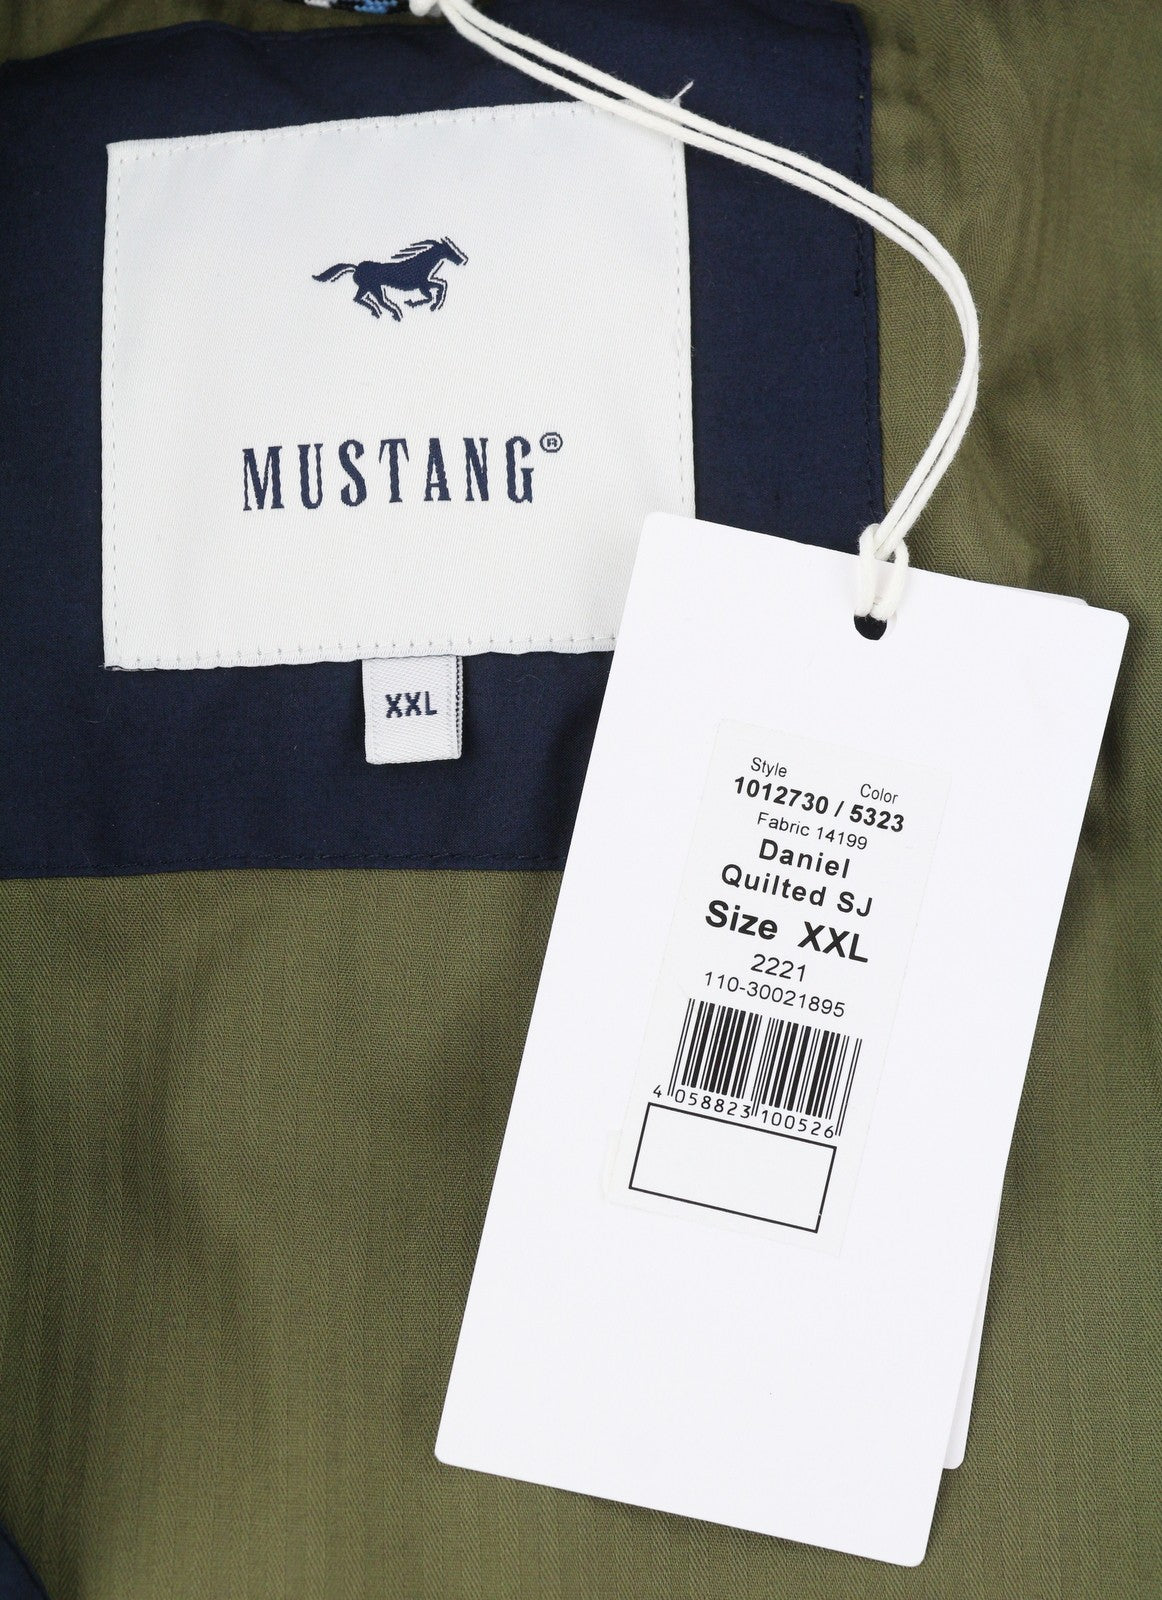 MUSTANG®
XXL
Style Color
1012730 / 5323
Fabric 14199
Daniel
Quilted SJ
Size XXL
2221
110-30021895
4 058823 100526